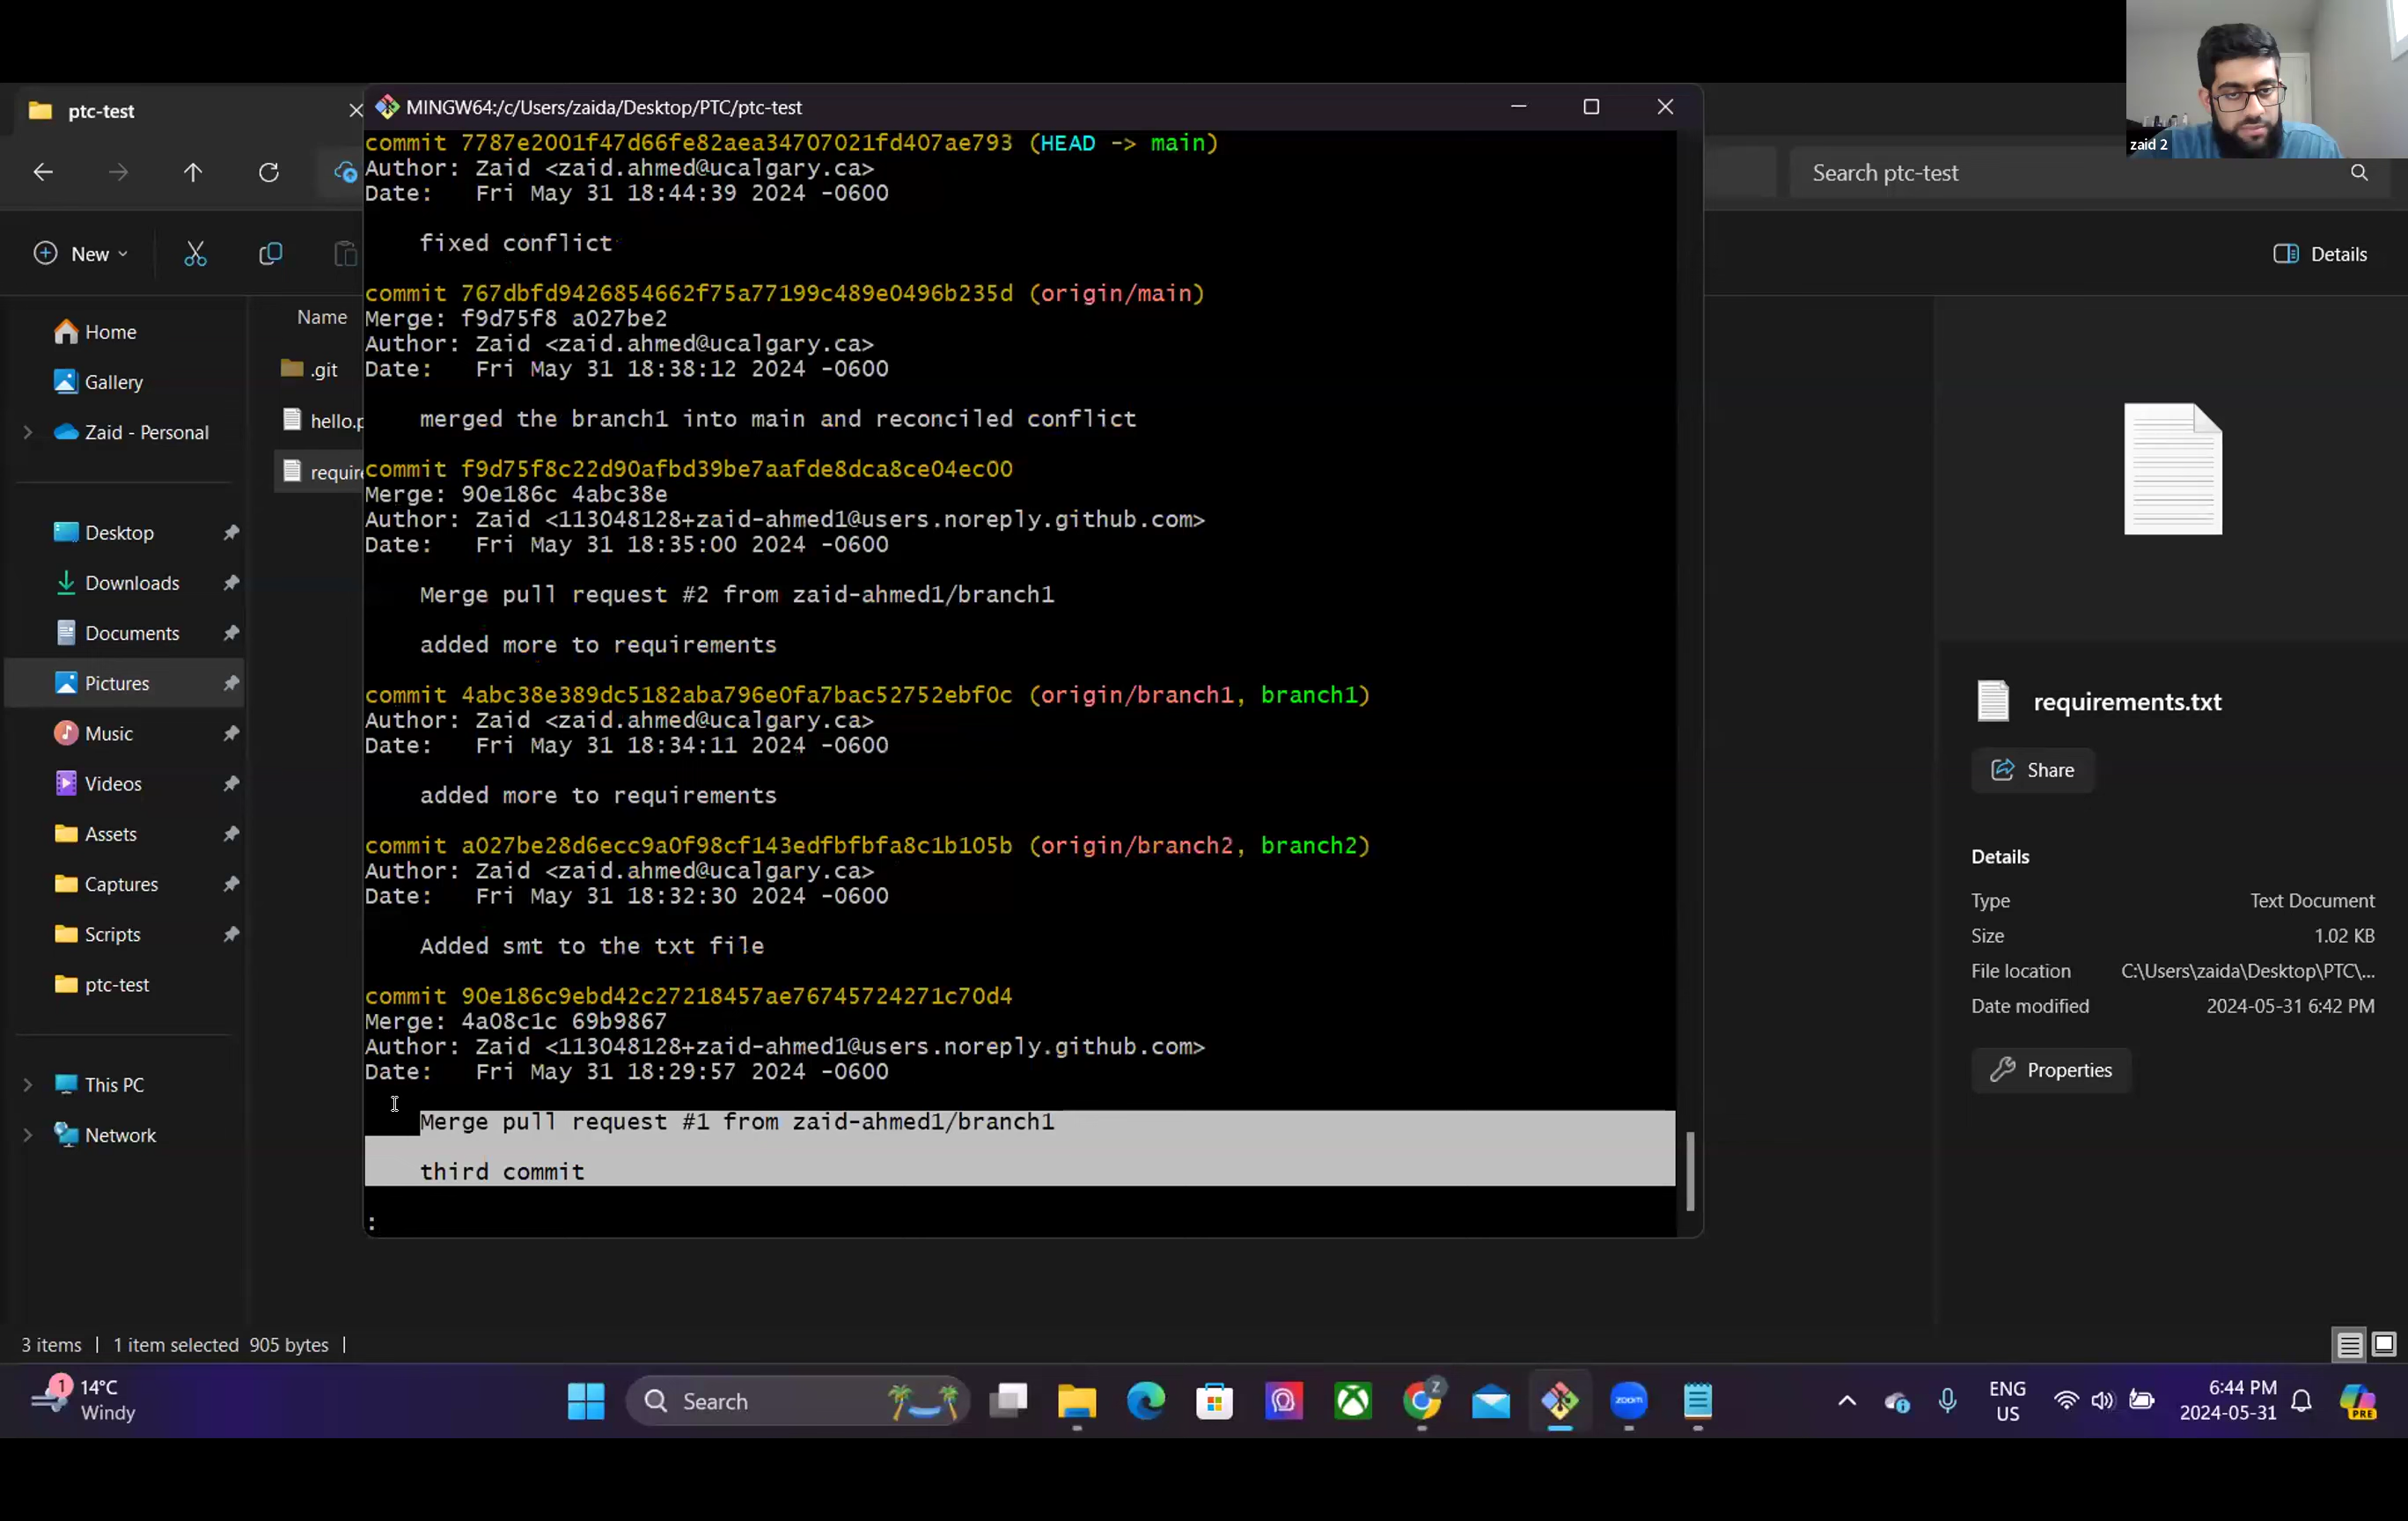 zaid 2
ptc-test
MINGW64:/c/Users/zaida/Desktop/PTC/ptc-test
Search ptc-test
New
Details
Home
Gallery
Zaid - Personal
Desktop
Downloads
Documents
Pictures
Music
Videos
Assets
Captures
Scripts
ptc-test
This PC
Network
Name
.git
hello.p
require
commit 7787e2001f47d66fe82aea34707021fd407ae793 (HEAD -> main)
Author: Zaid <zaid.ahmed@ucalgary.ca>
Date:   Fri May 31 18:44:39 2024 -0600
fixed conflict
commit 767dbfd9426854662f75a77199c489e0496b235d (origin/main)
Merge: f9d75f8 a027be2
Author: Zaid <zaid.ahmed@ucalgary.ca>
Date:   Fri May 31 18:38:12 2024 -0600
merged the branch1 into main and reconciled conflict
commit f9d75f8c22d90afbd39be7aafde8dca8ce04ec00
Merge: 90e186c 4abc38e
Author: Zaid <113048128+zaid-ahmed1@users.noreply.github.com>
Date:   Fri May 31 18:35:00 2024 -0600
Merge pull request #2 from zaid-ahmed1/branch1
added more to requirements
commit 4abc38e389dc5182aba796e0fa7bac52752ebf0c (origin/branch1, branch1)
Author: Zaid <zaid.ahmed@ucalgary.ca>
Date:   Fri May 31 18:34:11 2024 -0600
added more to requirements
commit a027be28d6ecc9a0f98cf143edfbfbfa8c1b105b (origin/branch2, branch2)
Author: Zaid <zaid.ahmed@ucalgary.ca>
Date:   Fri May 31 18:32:30 2024 -0600
Added smt to the txt file
commit 90e186c9ebd42c27218457ae76745724271c70d4
Merge: 4a08c1c 69b9867
Author: Zaid <113048128+zaid-ahmed1@users.noreply.github.com>
Date:   Fri May 31 18:29:57 2024 -0600
Merge pull request #1 from zaid-ahmed1/branch1
third commit
:
requirements.txt
Share
Details
Type Text Document
Size 1.02 KB
File location C:\Users\zaida\Desktop\PTC\...
Date modified 2024-05-31 6:42 PM
Properties
3 items | 1 item selected 905 bytes |
1
14°C
Windy
Search
Z
zoom
ENG
US
6:44 PM
2024-05-31
PRE